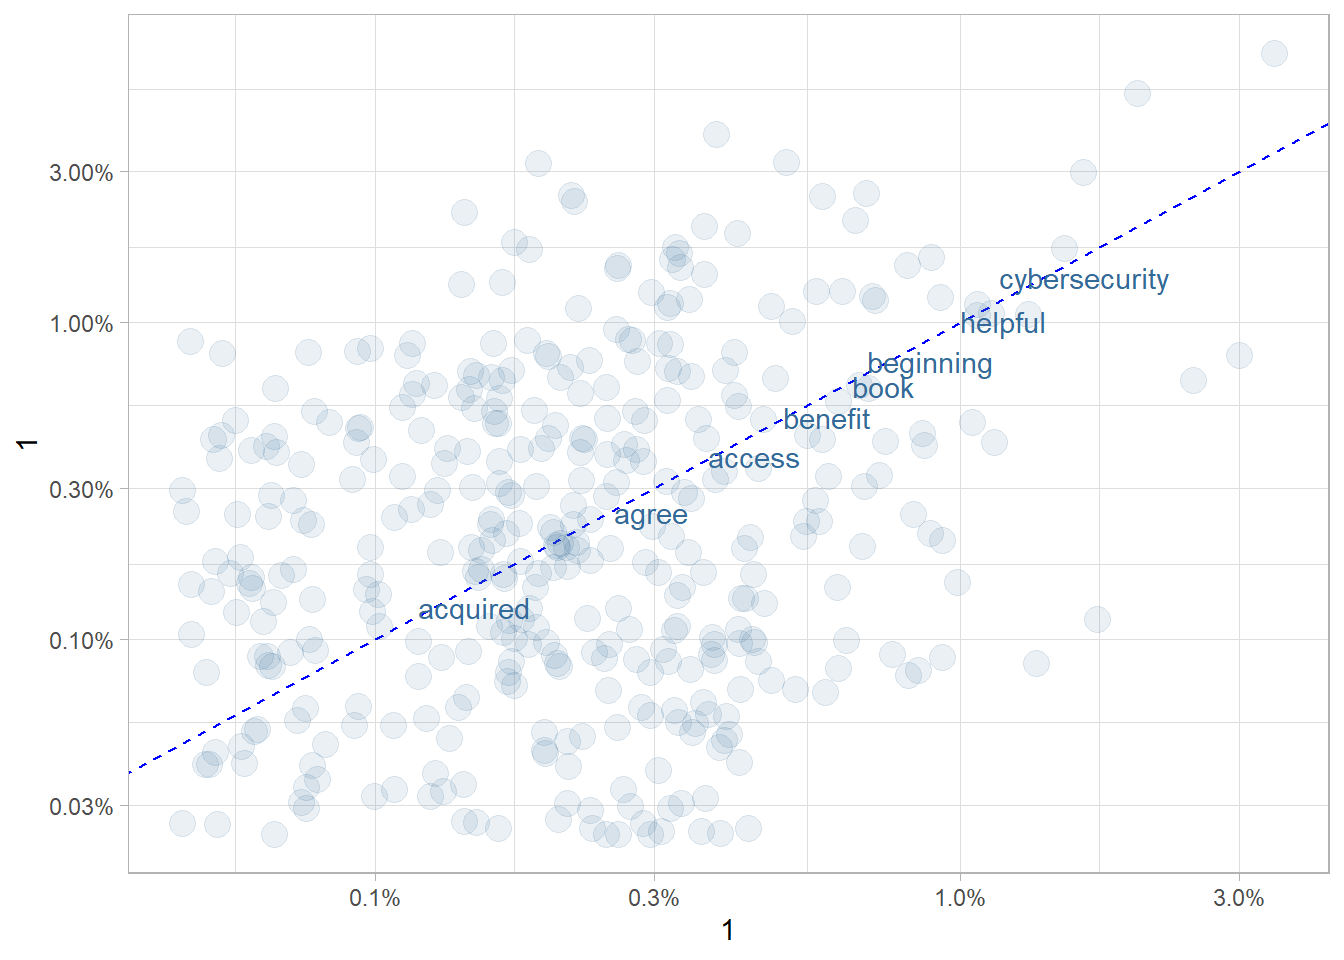 3.00%
1.00%
0.30%
0.10%
0.03%
1
cybersecurity
helpful
beginning
book
benefit
access
agree
acquired
0.1%
0.3%
1.0%
3.0%
1